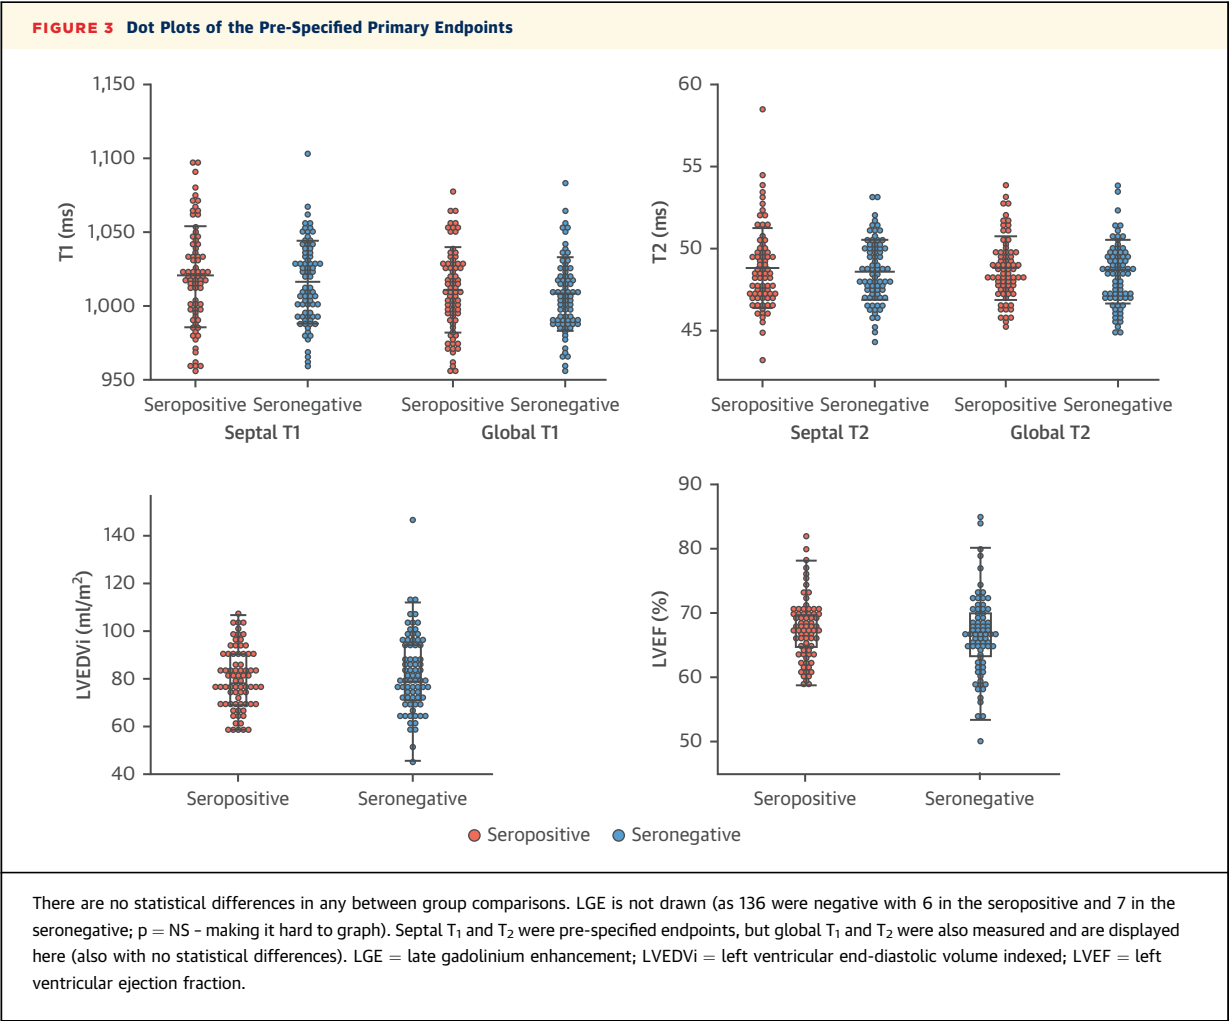 FIGURE 3 Dot Plots of the Pre-Specified Primary Endpoints
T1 (ms)
1,150
1,100
1,050
1,000
950
Seropositive Seronegative Seropositive Seronegative
Septal T1 Global T1
T2 (ms)
60
55
50
45
Seropositive Seronegative Seropositive Seronegative
Septal T2 Global T2
LVEDVi (ml/m²)
140
120
100
80
60
40
Seropositive Seronegative
LVEF (%)
90
80
70
60
50
Seropositive Seronegative
Seropositive Seronegative
There are no statistical differences in any between group comparisons. LGE is not drawn (as 136 were negative with 6 in the seropositive and 7 in the
seronegative; p = NS – making it hard to graph). Septal T₁ and T₂ were pre-specified endpoints, but global T₁ and T₂ were also measured and are displayed
here (also with no statistical differences). LGE = late gadolinium enhancement; LVEDVi = left ventricular end-diastolic volume indexed; LVEF = left
ventricular ejection fraction.